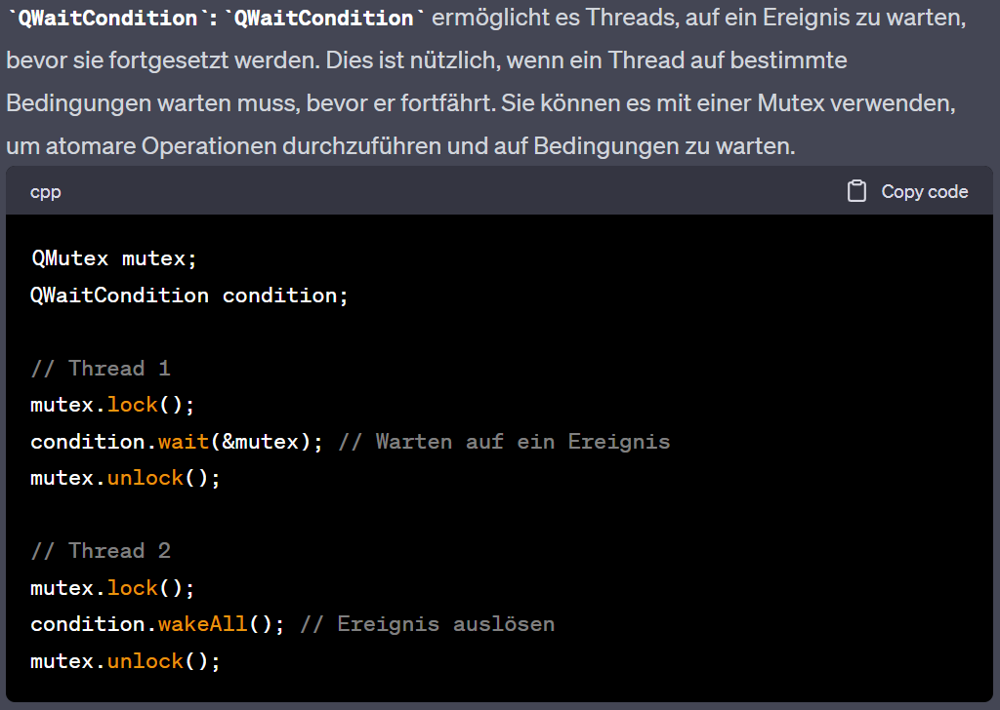 `QWaitCondition`: `QWaitCondition` ermöglicht es Threads, auf ein Ereignis zu warten,
bevor sie fortgesetzt werden. Dies ist nützlich, wenn ein Thread auf bestimmte
Bedingungen warten muss, bevor er fortfährt. Sie können es mit einer Mutex verwenden,
um atomare Operationen durchzuführen und auf Bedingungen zu warten.
cpp Copy code
QMutex mutex;
QWaitCondition condition;
// Thread 1
mutex.lock();
condition.wait(&mutex); // Warten auf ein Ereignis
mutex.unlock();
// Thread 2
mutex.lock();
condition.wakeAll(); // Ereignis auslösen
mutex.unlock();